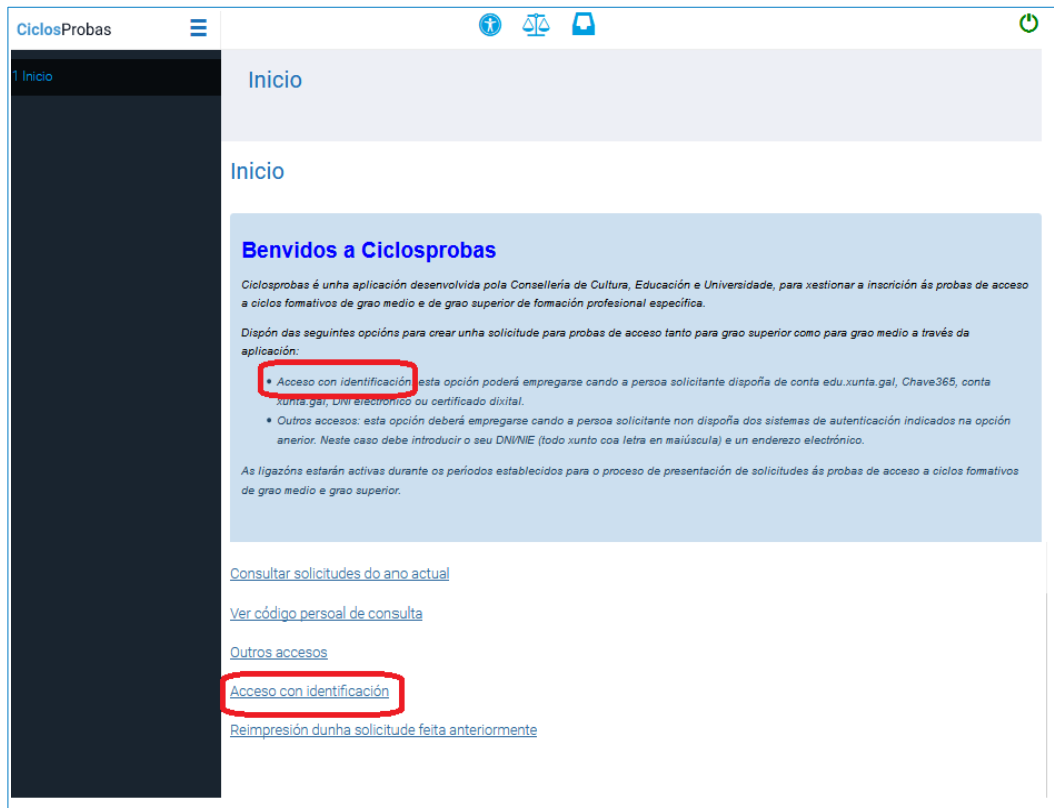 CiclosProbas
1 Inicio
Inicio
Inicio
Benvidos a Ciclosprobas
Ciclosprobas é unha aplicación desenvolvida pola Consellería de Cultura, Educación e Universidade, para xestionar a inscrición ás probas de acceso
a ciclos formativos de grao medio e de grao superior de formación profesional específica.
Dispón das seguintes opcións para crear unha solicitude para probas de acceso tanto para grao superior como para grao medio a través da
aplicación:
• Acceso con identificación: esta opción poderá empregarse cando a persoa solicitante dispoña de conta edu.xunta.gal, Chave365, conta
xunta.gal, DNI electrónico ou certificado dixital.
• Outros accesos: esta opción deberá empregarse cando a persoa solicitante non dispoña dos sistemas de autenticación indicados na opción
anerior. Neste caso debe introducir o seu DNI/NIE (todo xunto coa letra en maiúscula) e un enderezo electrónico.
As ligazóns estarán activas durante os períodos establecidos para o proceso de presentación de solicitudes ás probas de acceso a ciclos formativos
de grao medio e grao superior.
Consultar solicitudes do ano actual
Ver código persoal de consulta
Outros accesos
Acceso con identificación
Reimpresión dunha solicitude feita anteriormente